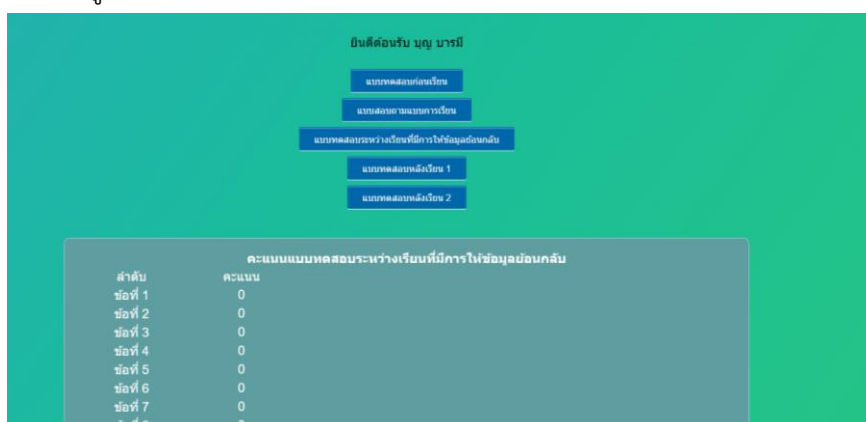 ยินดีต้อนรับ บุญ บารมี
แบบทดสอบก่อนเรียน
แบบสอบถามแบบการเรียน
แบบทดสอบระหว่างเรียนที่มีการให้ข้อมูลย้อนกลับ
แบบทดสอบหลังเรียน 1
แบบทดสอบหลังเรียน 2
คะแนนแบบทดสอบระหว่างเรียนที่มีการให้ข้อมูลย้อนกลับ
ลำดับ คะแนน
ข้อที่ 1 0
ข้อที่ 2 0
ข้อที่ 3 0
ข้อที่ 4 0
ข้อที่ 5 0
ข้อที่ 6 0
ข้อที่ 7 0